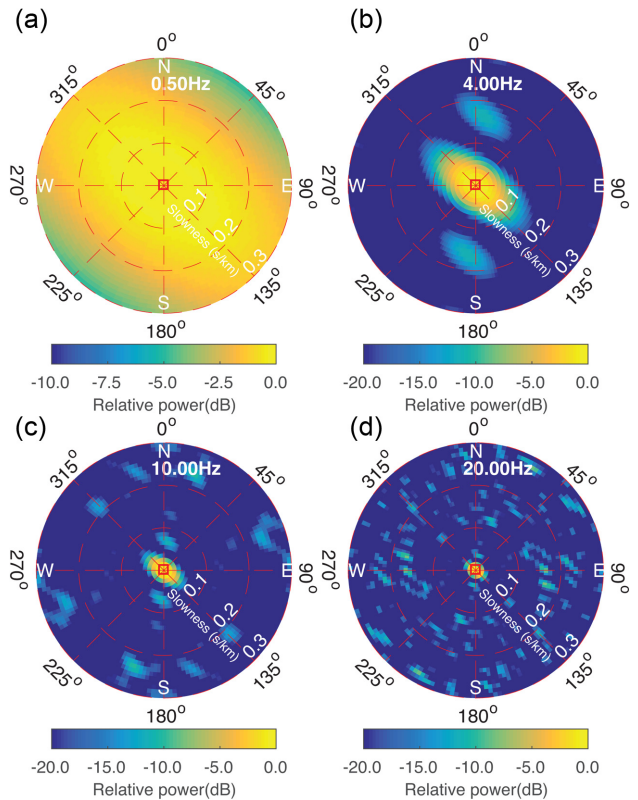 (a)
0°
N
0.50Hz
315°
45°
270°
W
E
90°
0.1
0.2
0.3
Slowness (s/km)
225°
S
135°
180°
-10.0 -7.5 -5.0 -2.5 0.0
Relative power(dB)
(b)
0°
N
4.00Hz
315°
45°
270°
W
E
90°
0.1
0.2
0.3
Slowness (s/km)
225°
S
135°
180°
-20.0 -15.0 -10.0 -5.0 0.0
Relative power(dB)
(c)
0°
N
10.00Hz
315°
45°
270°
W
E
90°
0.1
0.2
0.3
Slowness (s/km)
225°
S
135°
180°
-20.0 -15.0 -10.0 -5.0 0.0
Relative power(dB)
(d)
0°
N
20.00Hz
315°
45°
270°
W
E
90°
0.1
0.2
0.3
Slowness (s/km)
225°
S
135°
180°
-20.0 -15.0 -10.0 -5.0 0.0
Relative power(dB)